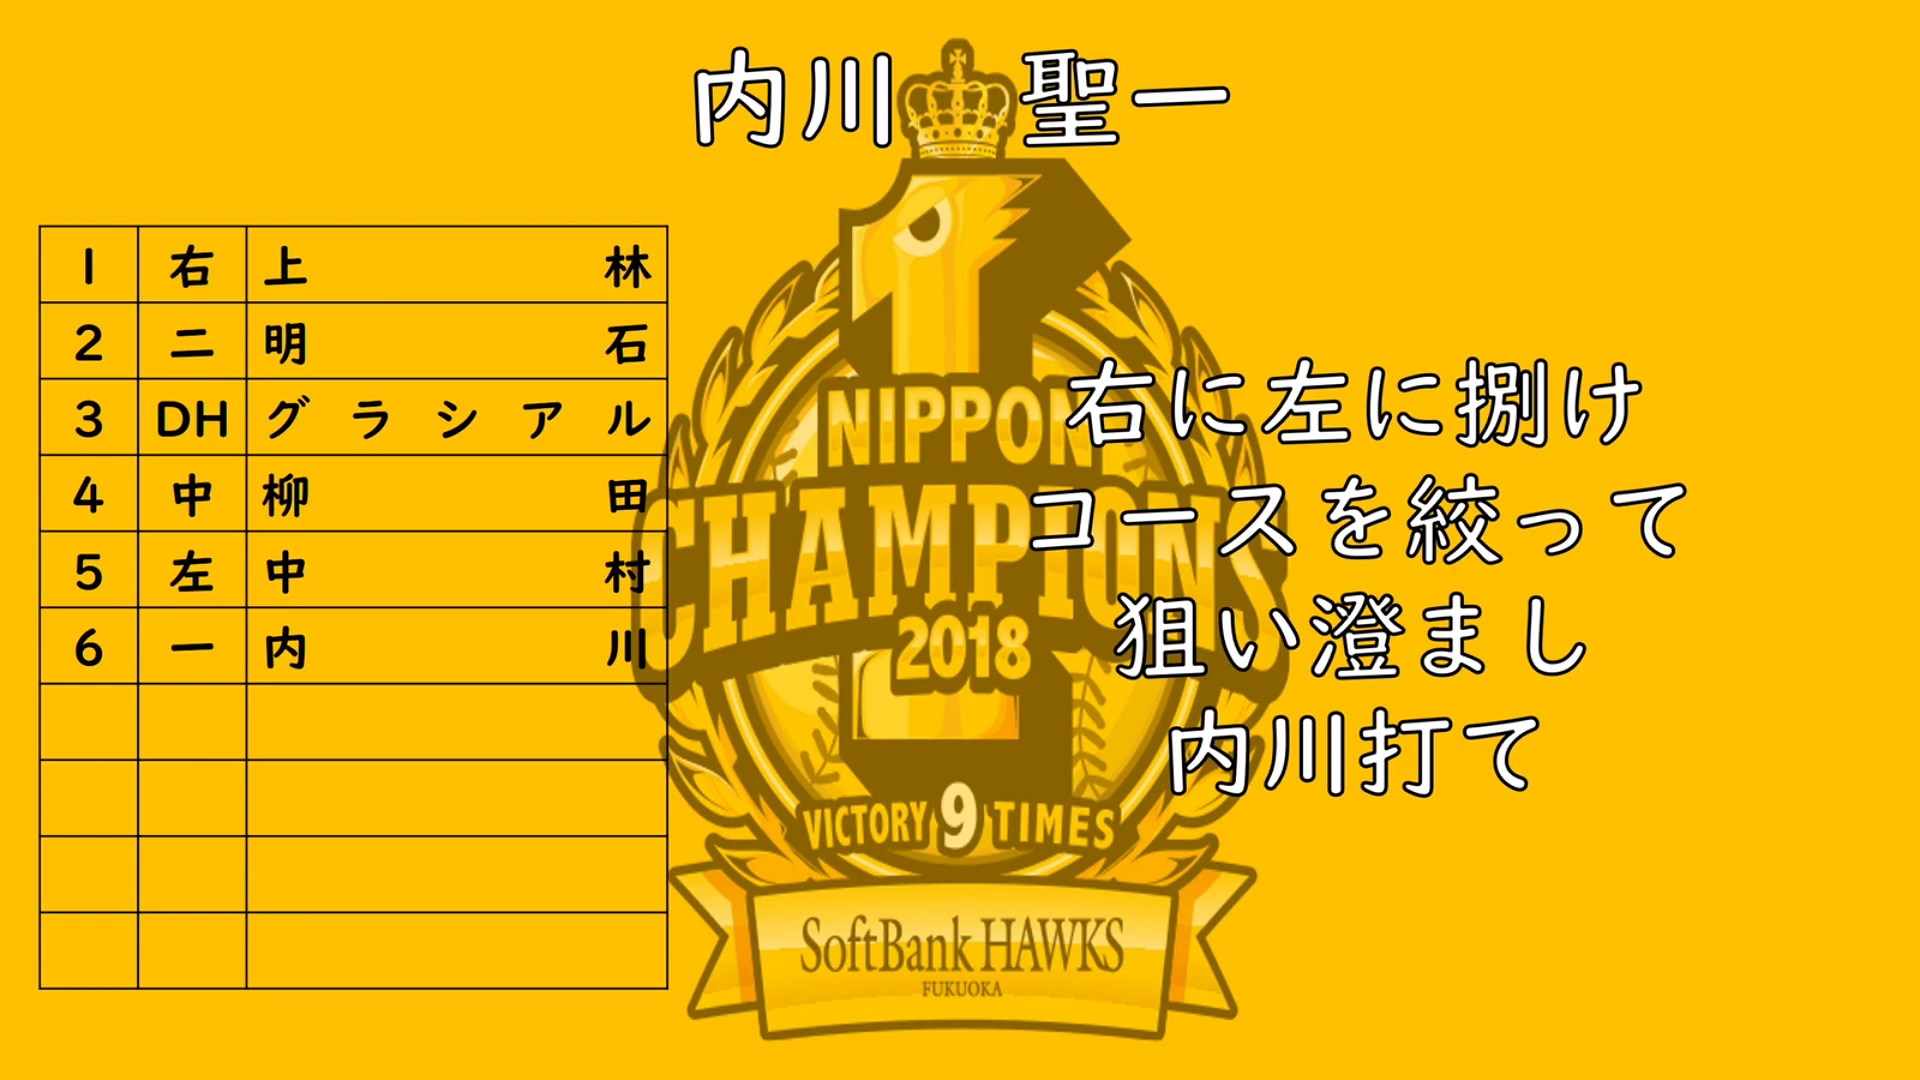 内川 聖一
1 右 上林
2 二 明石
3 DH グラシアル
4 中 柳田
5 左 中村
6 一 内川
右に左に捌け
コースを絞って
狙い澄まし
内川打て
NIPPON
CHAMPIONS
2018
VICTORY 9 TIMES
SoftBank HAWKS
FUKUOKA